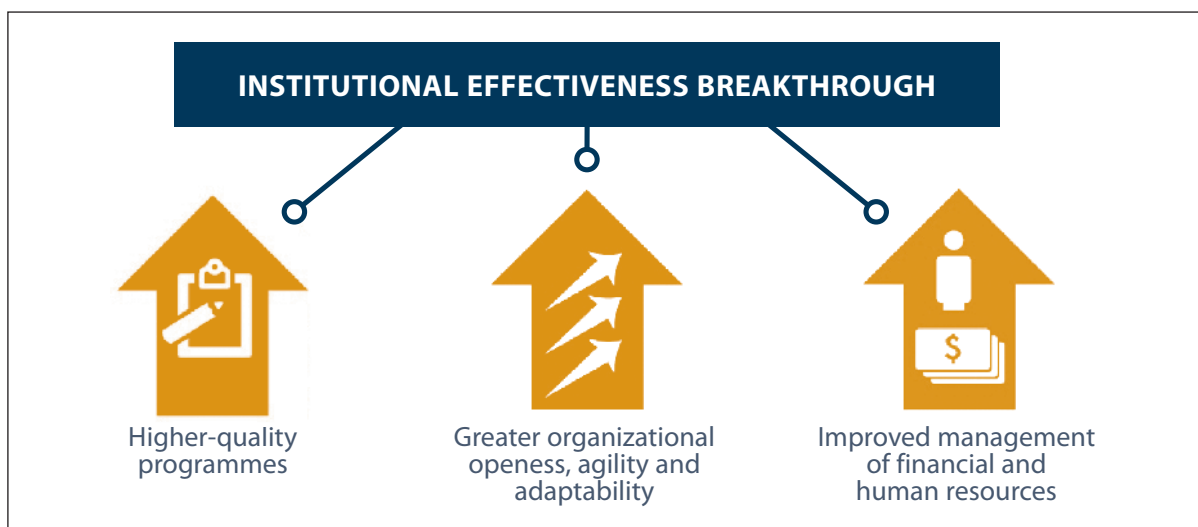 INSTITUTIONAL EFFECTIVENESS BREAKTHROUGH
$
Higher-quality
programmes
Greater organizational
openess, agility and
adaptability
Improved management
of financial and
human resources